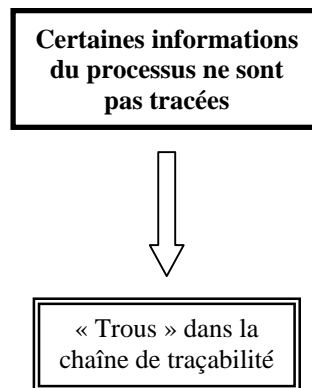 Certaines informations
du processus ne sont
pas tracées
« Trous » dans la
chaîne de traçabilité